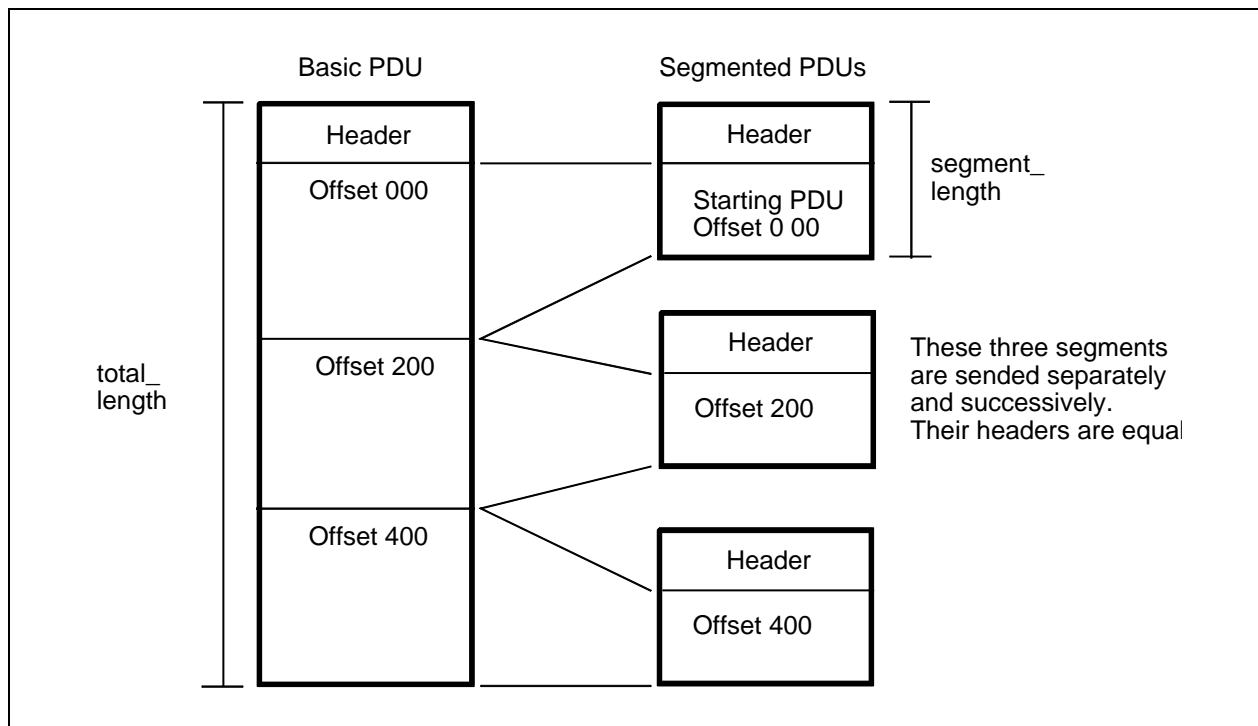 Basic PDU
Segmented PDUs
Header
Offset 000
Offset 200
Offset 400
total_
length
Header
Starting PDU
Offset 0 00
segment_
length
Header
Offset 200
These three segments
are sended separately
and successively.
Their headers are equal
Header
Offset 400